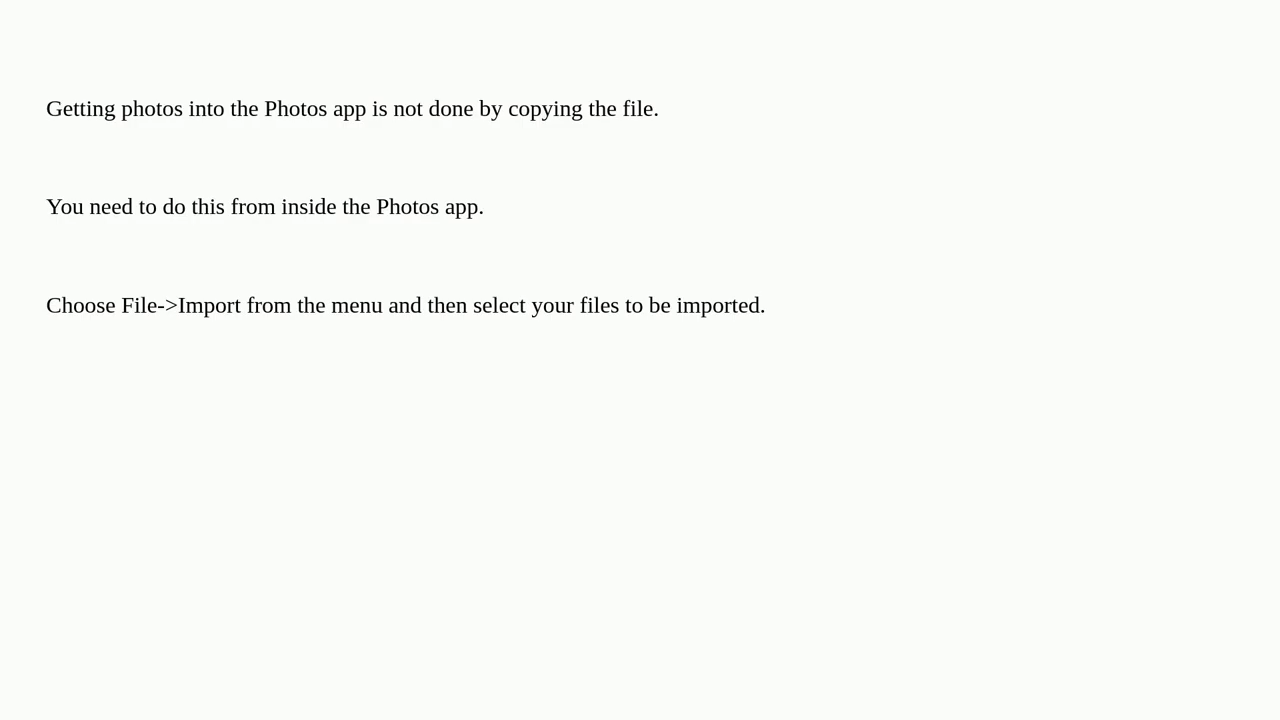 Getting photos into the Photos app is not done by copying the file.
You need to do this from inside the Photos app.
Choose File->Import from the menu and then select your files to be imported.